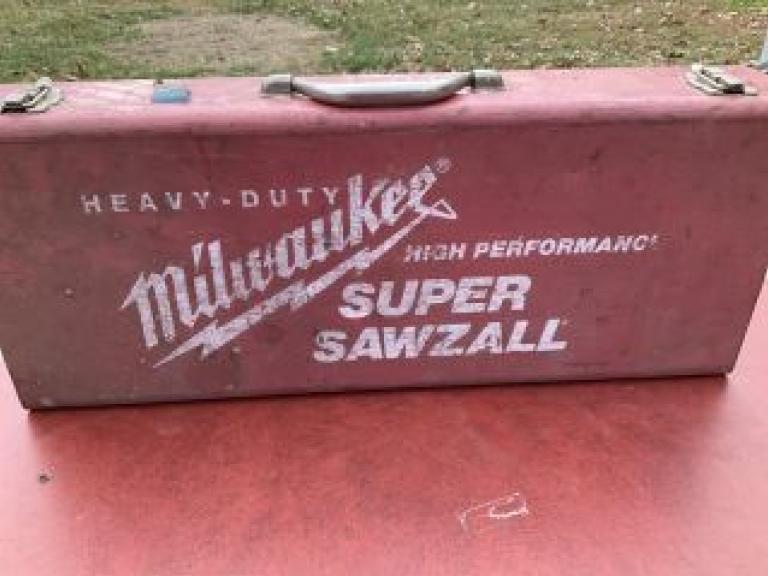 HEAVY-DUTY
Milwaukee®
HIGH PERFORMANCE
SUPER
SAWZALL